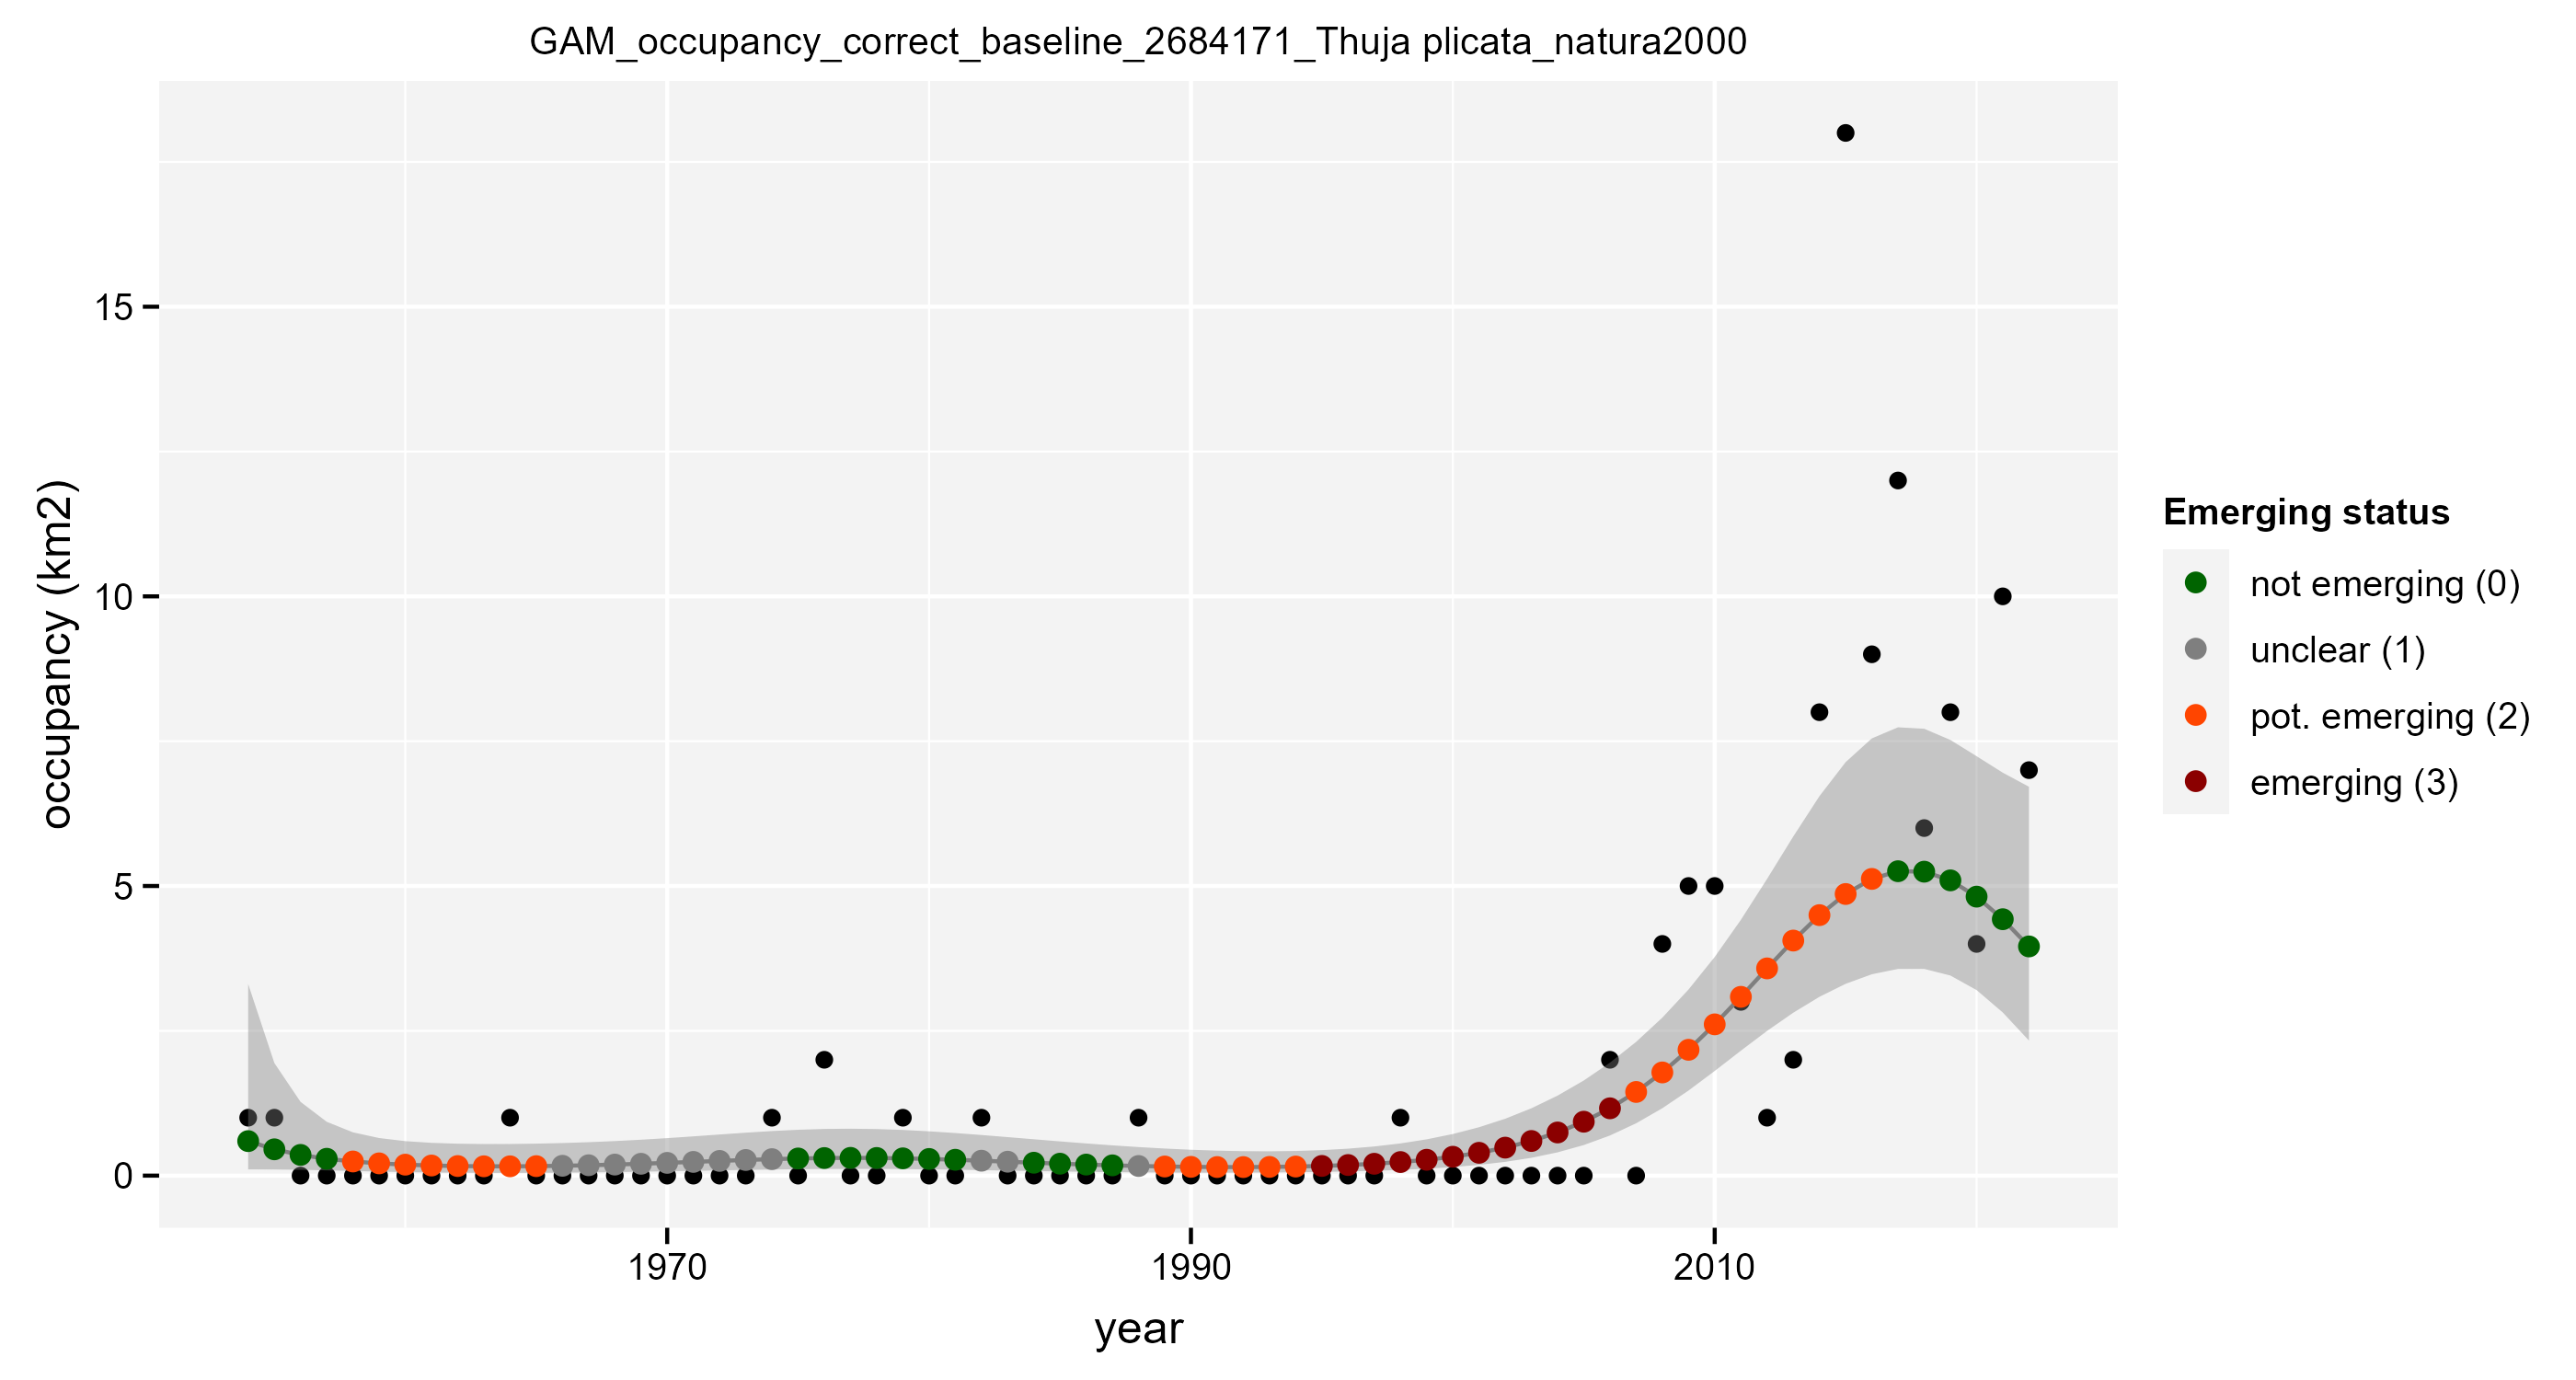 GAM_occupancy_correct_baseline_2684171_Thuja plicata_natura2000
occupancy (km2)
15
10
5
0
1970
1990
2010
year
Emerging status
not emerging (0)
unclear (1)
pot. emerging (2)
emerging (3)